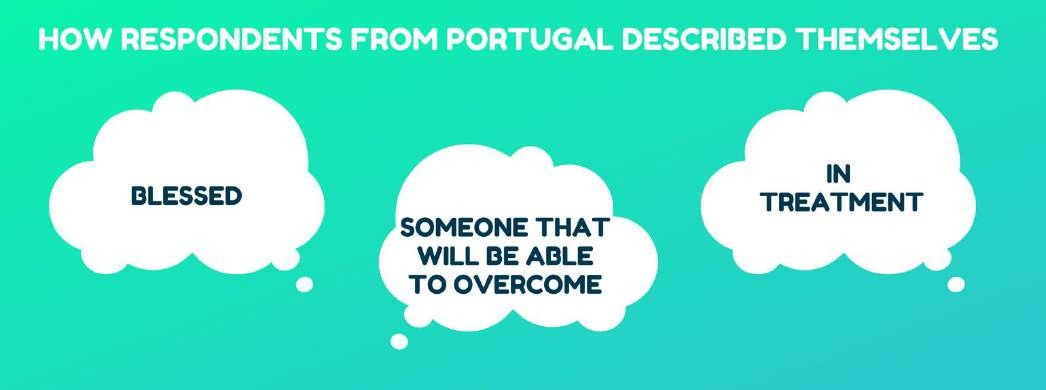 HOW RESPONDENTS FROM PORTUGAL DESCRIBED THEMSELVES
BLESSED
SOMEONE THAT
WILL BE ABLE
TO OVERCOME
IN
TREATMENT